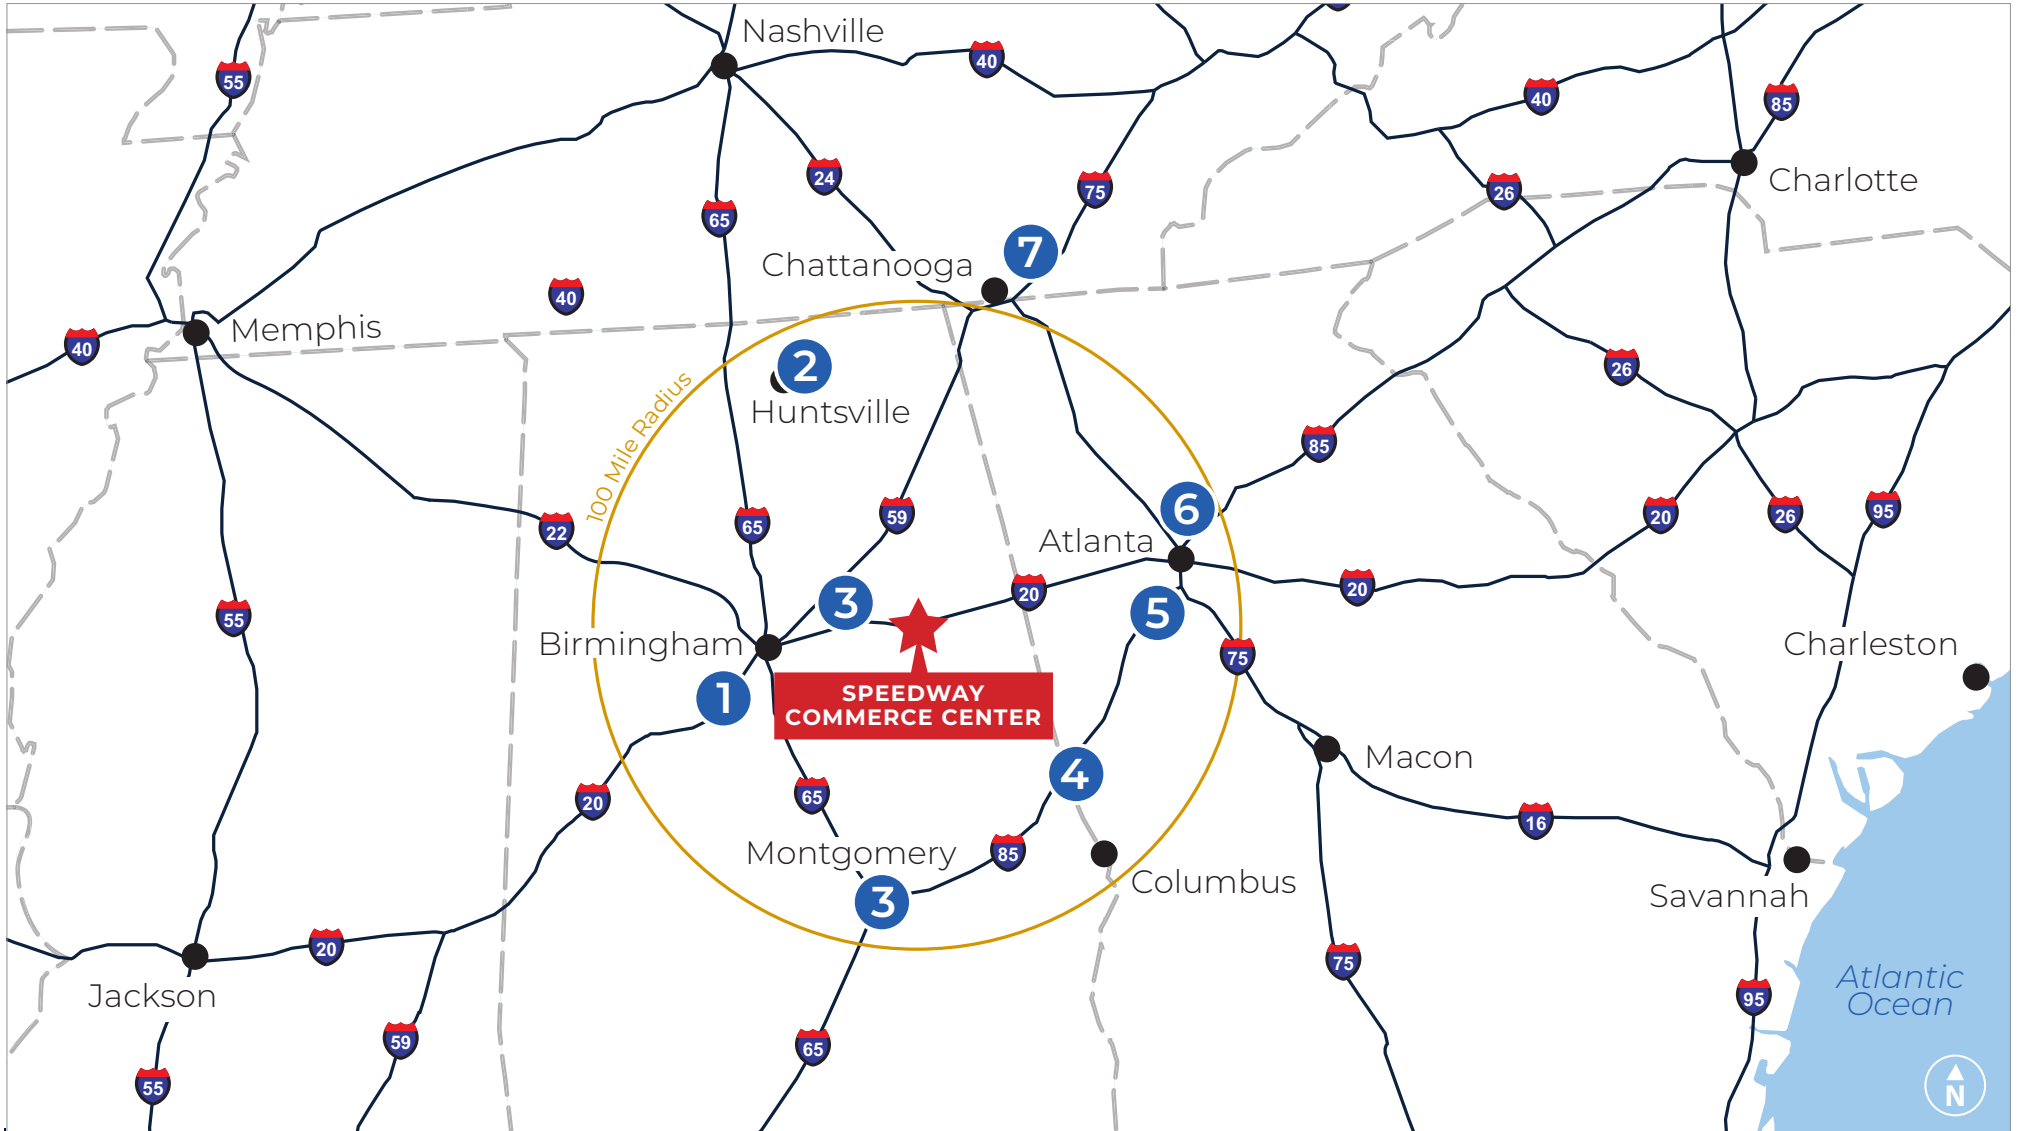 Nashville
40
55
40
85
24
75
26
Charlotte
65
7
Chattanooga
40
Memphis
40
2
Huntsville
26
100 Mile Radius
85
6
59
20
26
95
65
22
Atlanta
20
20
3
5
55
Birmingham
75
Charleston
1
SPEEDWAY
COMMERCE CENTER
Macon
4
65
20
16
Montgomery
85
Columbus
3
Savannah
20
75
Atlantic
Ocean
Jackson
95
59
65
55
N